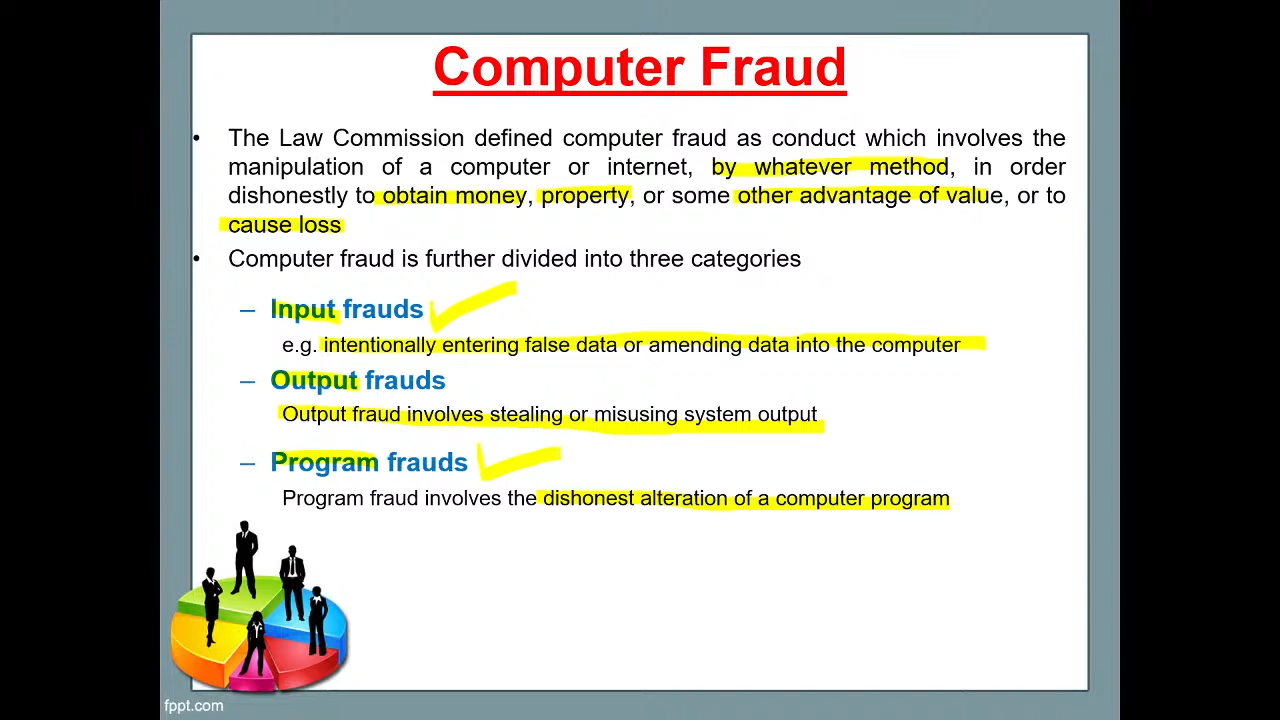 Computer Fraud
• The Law Commission defined computer fraud as conduct which involves the
manipulation of a computer or internet, by whatever method, in order
dishonestly to obtain money, property, or some other advantage of value, or to
cause loss
• Computer fraud is further divided into three categories
– Input frauds
e.g. intentionally entering false data or amending data into the computer
– Output frauds
Output fraud involves stealing or misusing system output
– Program frauds
Program fraud involves the dishonest alteration of a computer program
fppt.com